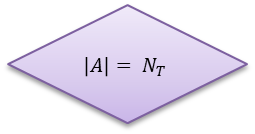 |A| = N_T